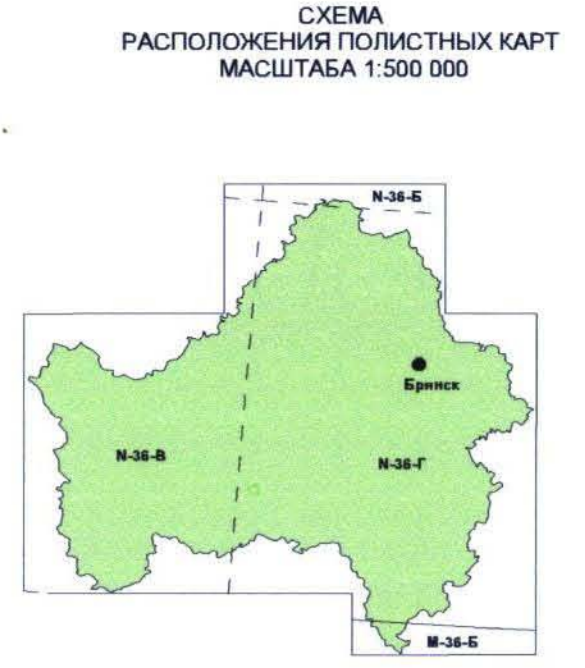 СХЕМА
РАСПОЛОЖЕНИЯ ПОЛИСТНЫХ КАРТ
МАСШТАБА 1:500 000
N-36-Б
Брянск
N-36-В
N-36-Г
М-36-Б